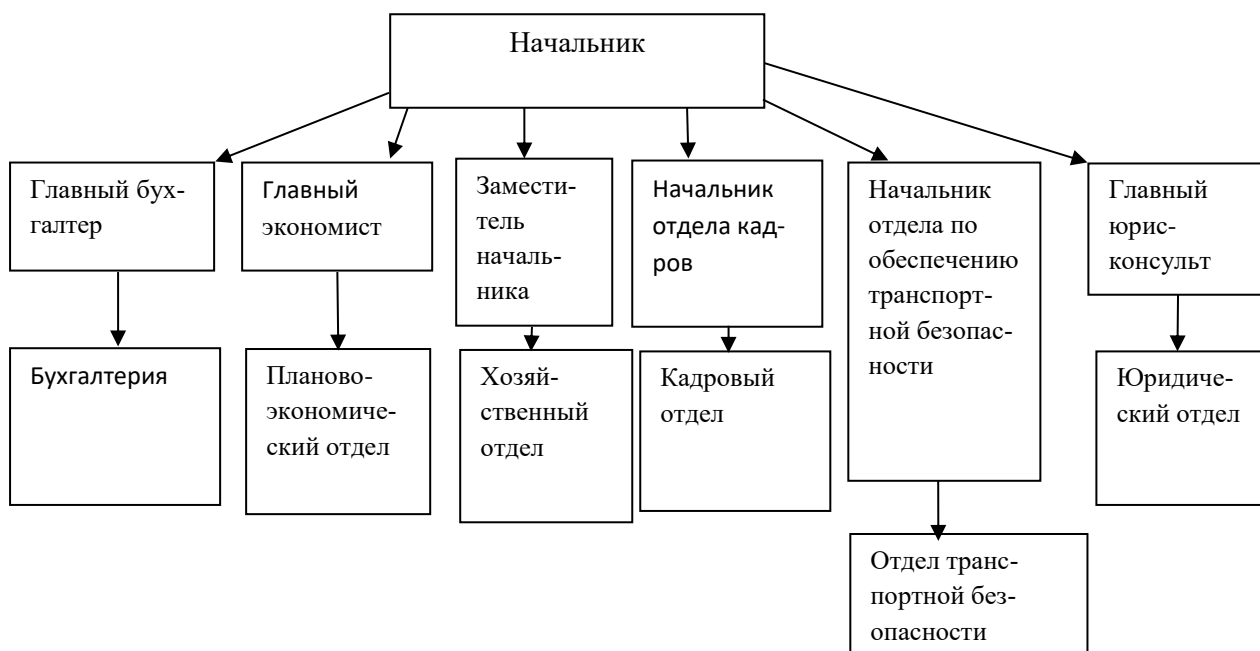 Начальник
Главный бух-
галтер
Главный
экономист
Замести-
тель
началь-
ника
Начальник
отдела кад-
ров
Начальник
отдела по
обеспечению
транспорт-
ной безопас-
ности
Главный
юрис-
консульт
Бухгалтерия
Планово-
экономиче-
ский отдел
Хозяй-
ственный
отдел
Кадровый
отдел
Юридиче-
ский отдел
Отдел транс-
портной без-
опасности